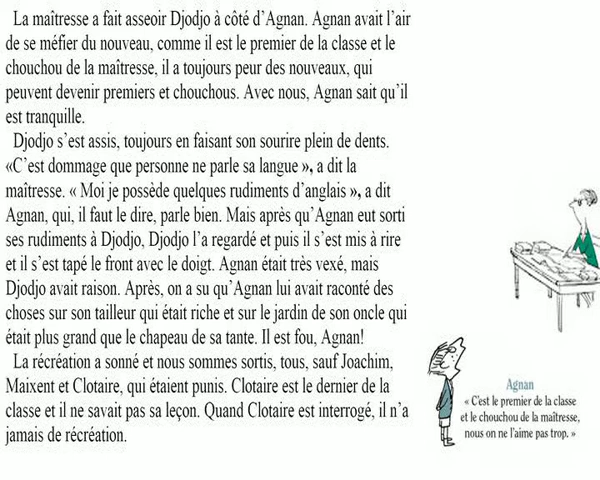 La maîtresse a fait asseoir Djodjo à côté d’Agnan. Agnan avait l’air
de se méfier du nouveau, comme il est le premier de la classe et le
chouchou de la maîtresse, il a toujours peur des nouveaux, qui
peuvent devenir premiers et chouchous. Avec nous, Agnan sait qu’il
est tranquille.
Djodjo s’est assis, toujours en faisant son sourire plein de dents.
«C’est dommage que personne ne parle sa langue », a dit la
maîtresse. « Moi je possède quelques rudiments d’anglais », a dit
Agnan, qui, il faut le dire, parle bien. Mais après qu’Agnan eut sorti
ses rudiments à Djodjo, Djodjo l’a regardé et puis il s’est mis à rire
et il s’est tapé le front avec le doigt. Agnan était très vexé, mais
Djodjo avait raison. Après, on a su qu’Agnan lui avait raconté des
choses sur son tailleur qui était riche et sur le jardin de son oncle qui
était plus grand que le chapeau de sa tante. Il est fou, Agnan!
La récréation a sonné et nous sommes sortis, tous, sauf Joachim,
Maixent et Clotaire, qui étaient punis. Clotaire est le dernier de la
classe et il ne savait pas sa leçon. Quand Clotaire est interrogé, il n’a
jamais de récréation.
Agnan
« C’est le premier de la classe
et le chouchou de la maîtresse,
nous on ne l’aime pas trop. »